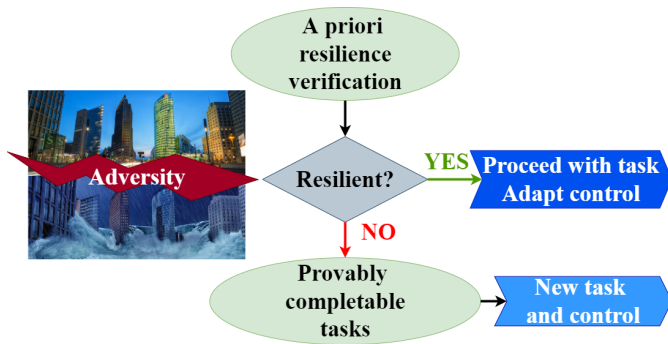 A priori
resilience
verification
Adversity
Resilient?
YES
Proceed with task
Adapt control
NO
Provably
completable
tasks
New task
and control